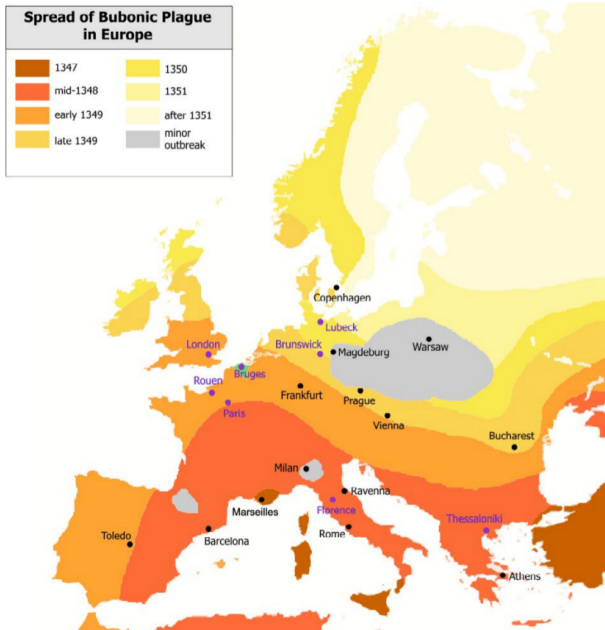 Spread of Bubonic Plague
in Europe
1347
mid-1348
early 1349
late 1349
1350
1351
after 1351
minor
outbreak
Copenhagen
Lubeck
London
Brunswick
Magdeburg
Warsaw
Bruges
Rouen
Frankfurt
Prague
Paris
Vienna
Bucharest
Milan
Ravenna
Marseilles
Florence
Thessaloniki
Toledo
Barcelona
Rome
Athens